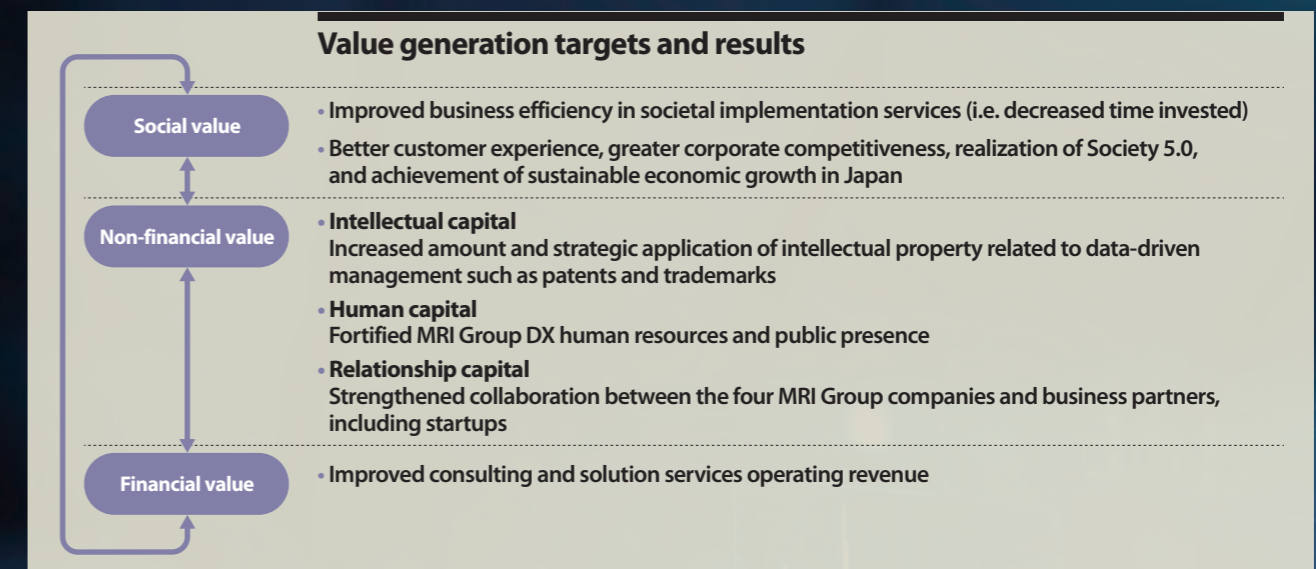 Value generation targets and results
Social value
• Improved business efficiency in societal implementation services (i.e. decreased time invested)
• Better customer experience, greater corporate competitiveness, realization of Society 5.0,
and achievement of sustainable economic growth in Japan
Non-financial value
• Intellectual capital
Increased amount and strategic application of intellectual property related to data-driven
management such as patents and trademarks
• Human capital
Fortified MRI Group DX human resources and public presence
• Relationship capital
Strengthened collaboration between the four MRI Group companies and business partners,
including startups
Financial value
• Improved consulting and solution services operating revenue